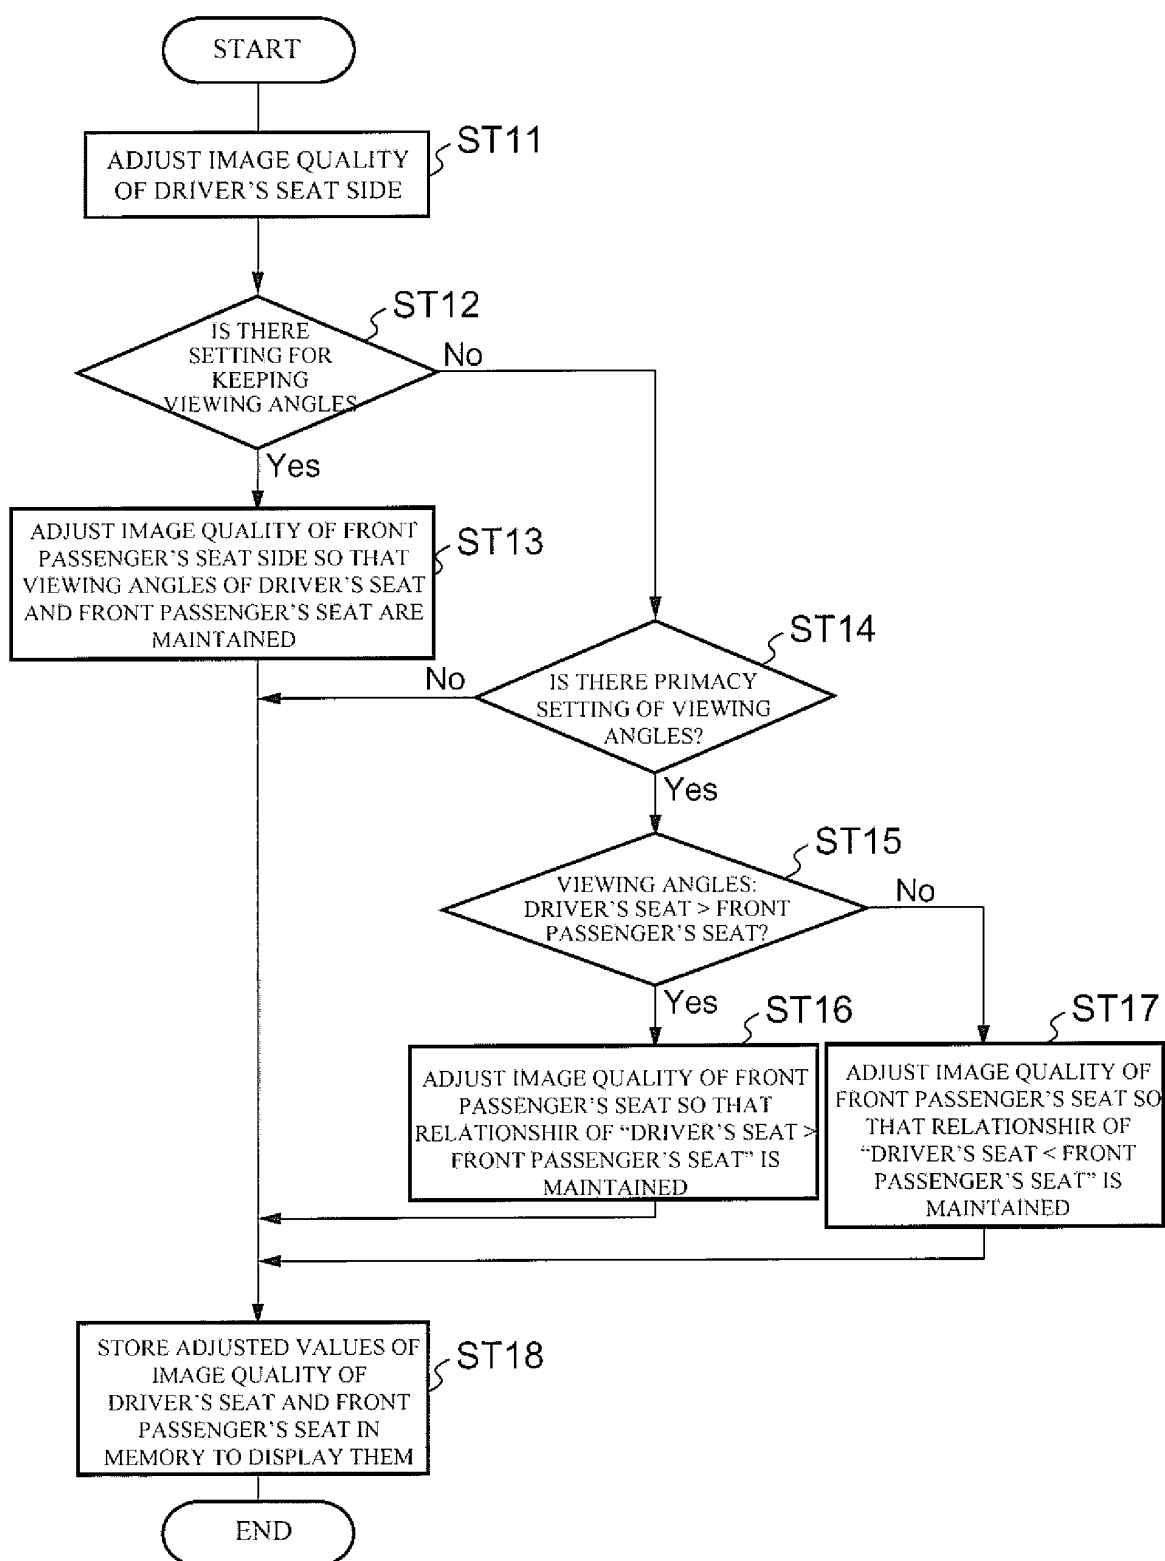 START
ST11
ADJUST IMAGE QUALITY
OF DRIVER'S SEAT SIDE
ST12
IS THERE
SETTING FOR
KEEPING
VIEWING ANGLES
No
Yes
ADJUST IMAGE QUALITY OF FRONT
PASSENGER'S SEAT SIDE SO THAT
VIEWING ANGLES OF DRIVER'S SEAT
AND FRONT PASSENGER'S SEAT ARE
MAINTAINED
ST13
ST14
No
IS THERE PRIMACY
SETTING OF VIEWING
ANGLES?
Yes
ST15
VIEWING ANGLES:
DRIVER'S SEAT > FRONT
PASSENGER'S SEAT?
No
Yes
ST16
ADJUST IMAGE QUALITY OF FRONT
PASSENGER'S SEAT SO THAT
RELATIONSHIR OF "DRIVER'S SEAT >
FRONT PASSENGER'S SEAT" IS
MAINTAINED
ST17
ADJUST IMAGE QUALITY OF
FRONT PASSENGER'S SEAT SO
THAT RELATIONSHIR OF
"DRIVER'S SEAT < FRONT
PASSENGER'S SEAT" IS
MAINTAINED
STORE ADJUSTED VALUES OF
IMAGE QUALITY OF
DRIVER'S SEAT AND FRONT
PASSENGER'S SEAT IN
MEMORY TO DISPLAY THEM
ST18
END